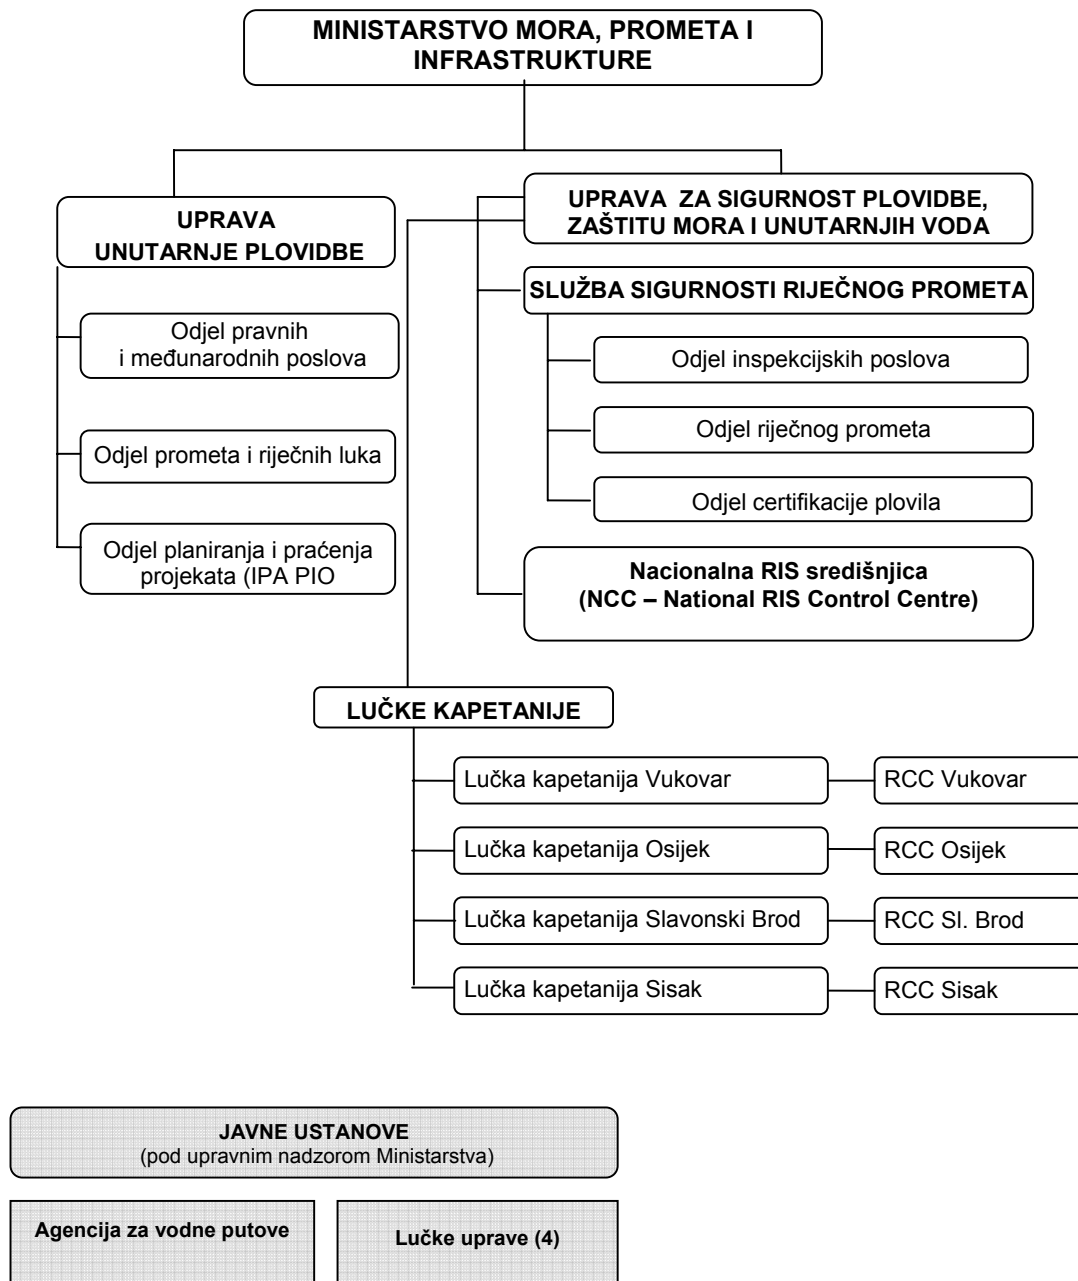 MINISTARSTVO MORA, PROMETA I
INFRASTRUKTURE
UPRAVA
UNUTARNJE PLOVIDBE
Odjel pravnih
i međunarodnih poslova
Odjel prometa i riječnih luka
Odjel planiranja i praćenja
projekata (IPA PIO
UPRAVA ZA SIGURNOST PLOVIDBE,
ZAŠTITU MORA I UNUTARNJIH VODA
SLUŽBA SIGURNOSTI RIJEČNOG PROMETA
Odjel inspekcijskih poslova
Odjel riječnog prometa
Odjel certifikacije plovila
Nacionalna RIS središnjica
(NCC – National RIS Control Centre)
LUČKE KAPETANIJE
Lučka kapetanija Vukovar
RCC Vukovar
Lučka kapetanija Osijek
RCC Osijek
Lučka kapetanija Slavonski Brod
RCC Sl. Brod
Lučka kapetanija Sisak
RCC Sisak
JAVNE USTANOVE
(pod upravnim nadzorom Ministarstva)
Agencija za vodne putove
Lučke uprave (4)